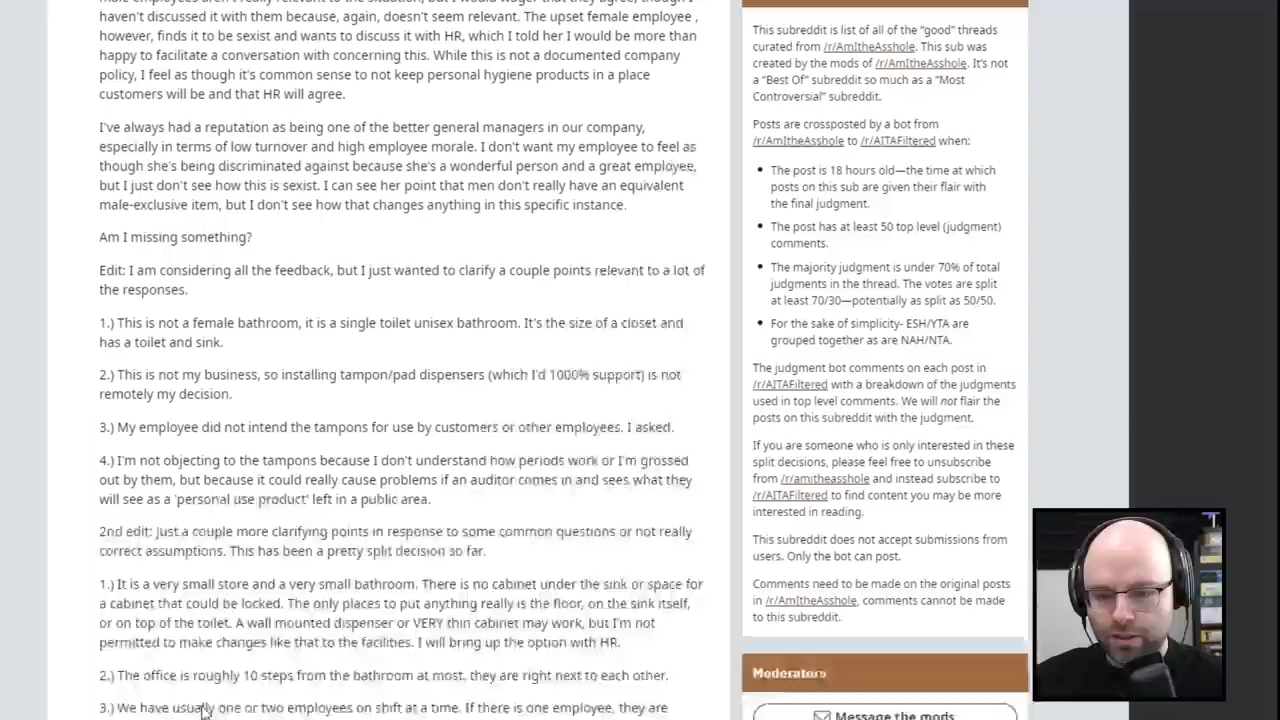 haven't discussed it with them because, again, doesn't seem relevant. The upset female employee ,
however, finds it to be sexist and wants to discuss it with HR, which I told her I would be more than
happy to facilitate a conversation with concerning this. While this is not a documented company
policy, I feel as though it's common sense to not keep personal hygiene products in a place
customers will be and that HR will agree.
I've always had a reputation as being one of the better general managers in our company,
especially in terms of low turnover and high employee morale. I don't want my employee to feel as
though she's being discriminated against because she's a wonderful person and a great employee,
but I just don't see how this is sexist. I can see her point that men don't really have an equivalent
male-exclusive item, but I don't see how that changes anything in this specific instance.
Am I missing something?
Edit: I am considering all the feedback, but I just wanted to clarify a couple points relevant to a lot of
the responses.
1.) This is not a female bathroom, it is a single toilet unisex bathroom. It's the size of a closet and
has a toilet and sink.
2.) This is not my business, so installing tampon/pad dispensers (which I'd 1000% support) is not
remotely my decision.
3.) My employee did not intend the tampons for use by customers or other employees. I asked.
4.) I'm not objecting to the tampons because I don't understand how periods work or I'm grossed
out by them, but because it could really cause problems if an auditor comes in and sees what they
will see as a 'personal use product' left in a public area.
2nd edit: Just a couple more clarifying points in response to some common questions or not really
correct assumptions. This has been a pretty split decision so far.
1.) It is a very small store and a very small bathroom. There is no cabinet under the sink or space for
a cabinet that could be locked. The only places to put anything really is the floor, on the sink itself,
or on top of the toilet. A wall mounted dispenser or VERY thin cabinet may work, but I'm not
permitted to make changes like that to the facilities. I will bring up the option with HR.
2.) The office is roughly 10 steps from the bathroom at most, they are right next to each other.
3.) We have usually one or two employees on shift at a time. If there is one employee, they are
This subreddit is list of all of the "good" threads
curated from /r/AmItheAsshole. This sub was
created by the mods of /r/AmItheAsshole. It's not
a "Best Of" subreddit so much as a "Most
Controversial" subreddit.
Posts are crossposted by a bot from
/r/AmItheAsshole to /r/AITAFiltered when:
• The post is 18 hours old—the time at which
posts on this sub are given their flair with
the final judgment.
• The post has at least 50 top level (judgment)
comments.
• The majority judgment is under 70% of total
judgments in the thread. The votes are split
at least 70/30—potentially as split as 50/50.
• For the sake of simplicity- ESH/YTA are
grouped together as are NAH/NTA.
The judgment bot comments on each post in
/r/AITAFiltered with a breakdown of the judgments
used in top level comments. We will not flair the
posts on this subreddit with the judgment.
If you are someone who is only interested in these
split decisions, please feel free to unsubscribe
from /r/amitheasshole and instead subscribe to
/r/AITAFiltered to find content you may be more
interested in reading.
This subreddit does not accept submissions from
users. Only the bot can post.
Comments need to be made on the original posts
in /r/AmItheAsshole, comments cannot be made
to this subreddit.
Moderators
Message the mods